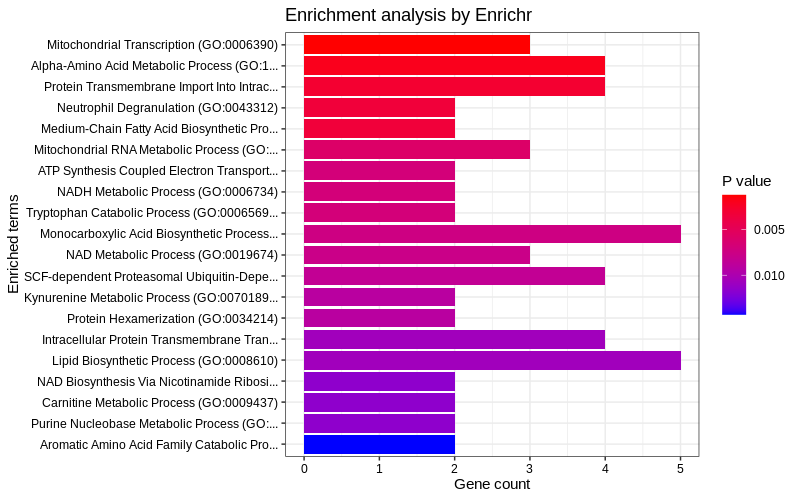 Enrichment analysis by Enrichr
Mitochondrial Transcription (GO:0006390)
Alpha-Amino Acid Metabolic Process (GO:1...
Protein Transmembrane Import Into Intrac...
Neutrophil Degranulation (GO:0043312)
Medium-Chain Fatty Acid Biosynthetic Pro...
Mitochondrial RNA Metabolic Process (GO:...
ATP Synthesis Coupled Electron Transport...
NADH Metabolic Process (GO:0006734)
Tryptophan Catabolic Process (GO:0006569...
Monocarboxylic Acid Biosynthetic Process...
NAD Metabolic Process (GO:0019674)
SCF-dependent Proteasomal Ubiquitin-Depe...
Kynurenine Metabolic Process (GO:0070189...
Protein Hexamerization (GO:0034214)
Intracellular Protein Transmembrane Tran...
Lipid Biosynthetic Process (GO:0008610)
NAD Biosynthesis Via Nicotinamide Ribosi...
Carnitine Metabolic Process (GO:0009437)
Purine Nucleobase Metabolic Process (GO:...
Aromatic Amino Acid Family Catabolic Pro...
Enriched terms
0 1 2 3 4 5
Gene count
P value
0.005
0.010